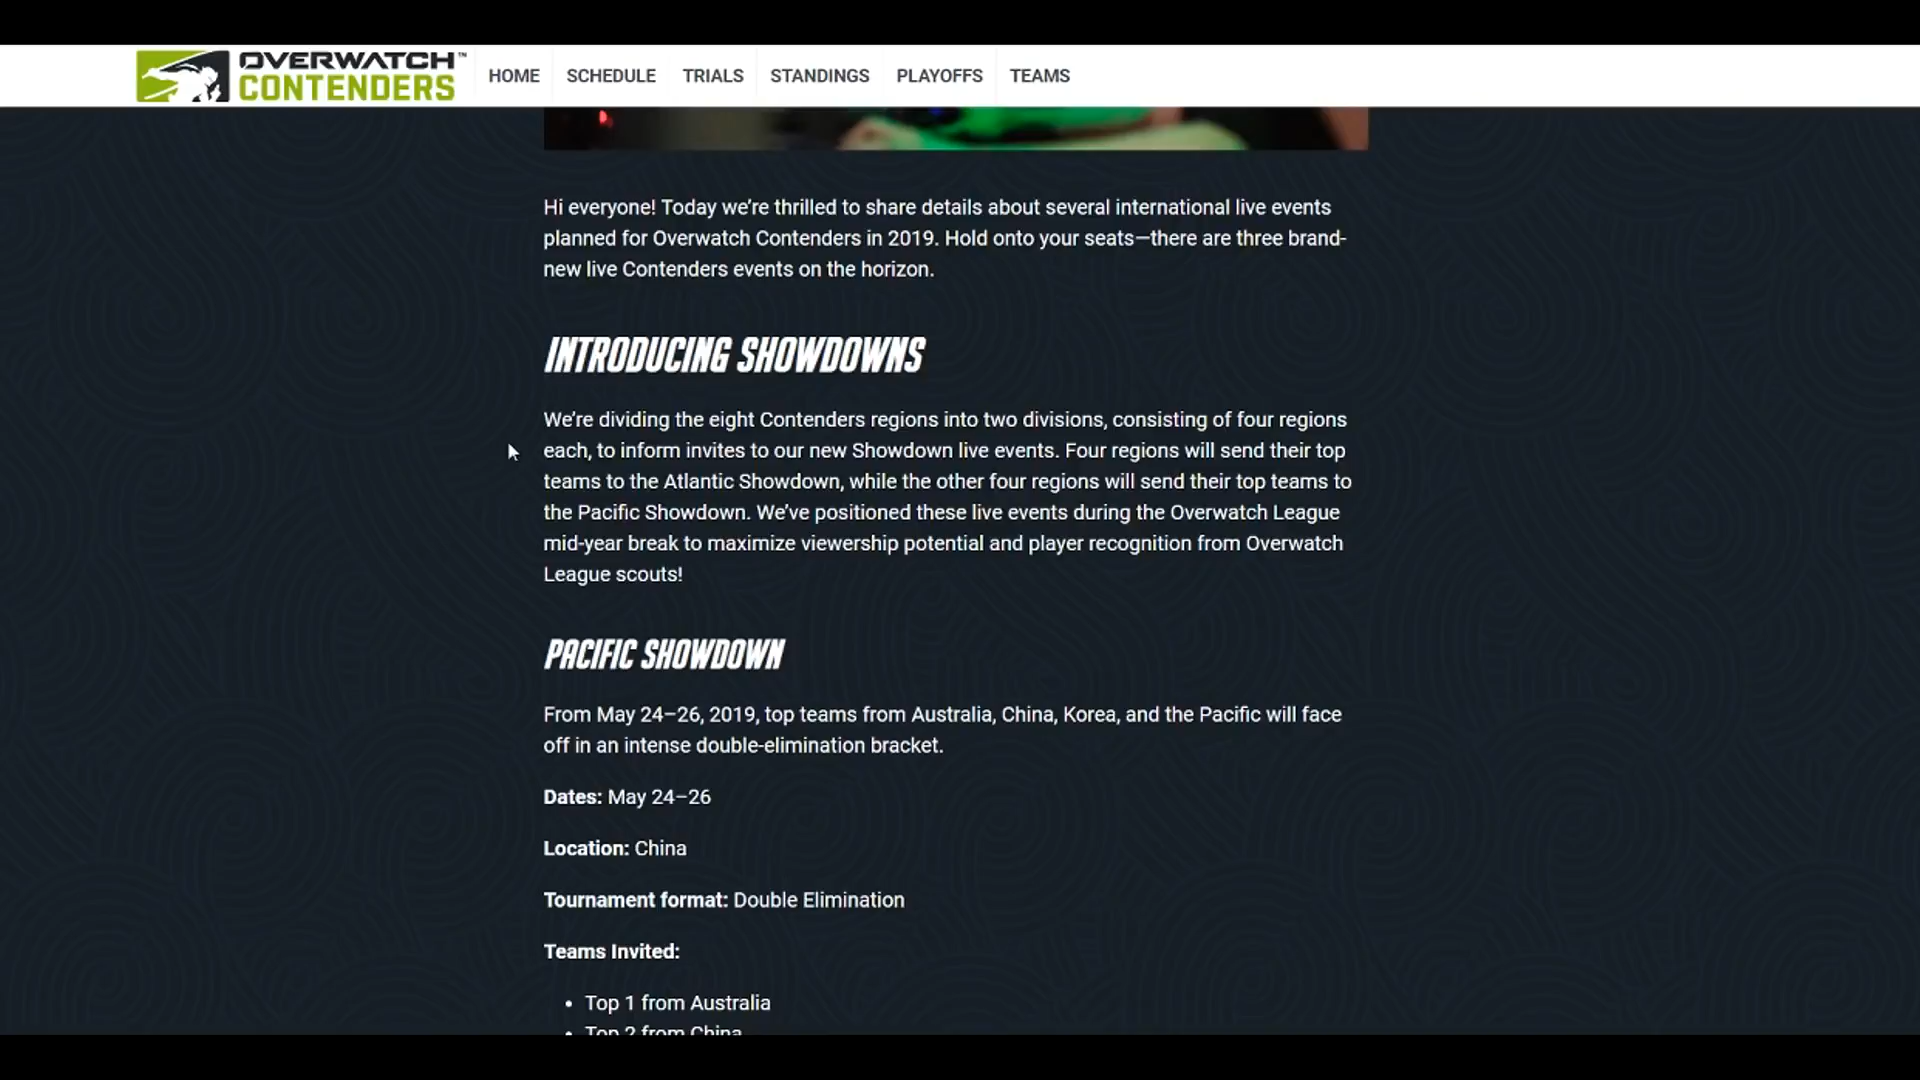 OVERWATCH™
CONTENDERS
HOME SCHEDULE TRIALS STANDINGS PLAYOFFS TEAMS
Hi everyone! Today we’re thrilled to share details about several international live events
planned for Overwatch Contenders in 2019. Hold onto your seats—there are three brand-
new live Contenders events on the horizon.
INTRODUCING SHOWDOWNS
We’re dividing the eight Contenders regions into two divisions, consisting of four regions
each, to inform invites to our new Showdown live events. Four regions will send their top
teams to the Atlantic Showdown, while the other four regions will send their top teams to
the Pacific Showdown. We’ve positioned these live events during the Overwatch League
mid-year break to maximize viewership potential and player recognition from Overwatch
League scouts!
PACIFIC SHOWDOWN
From May 24–26, 2019, top teams from Australia, China, Korea, and the Pacific will face
off in an intense double-elimination bracket.
Dates: May 24–26
Location: China
Tournament format: Double Elimination
Teams Invited:
• Top 1 from Australia
• Top 2 from China